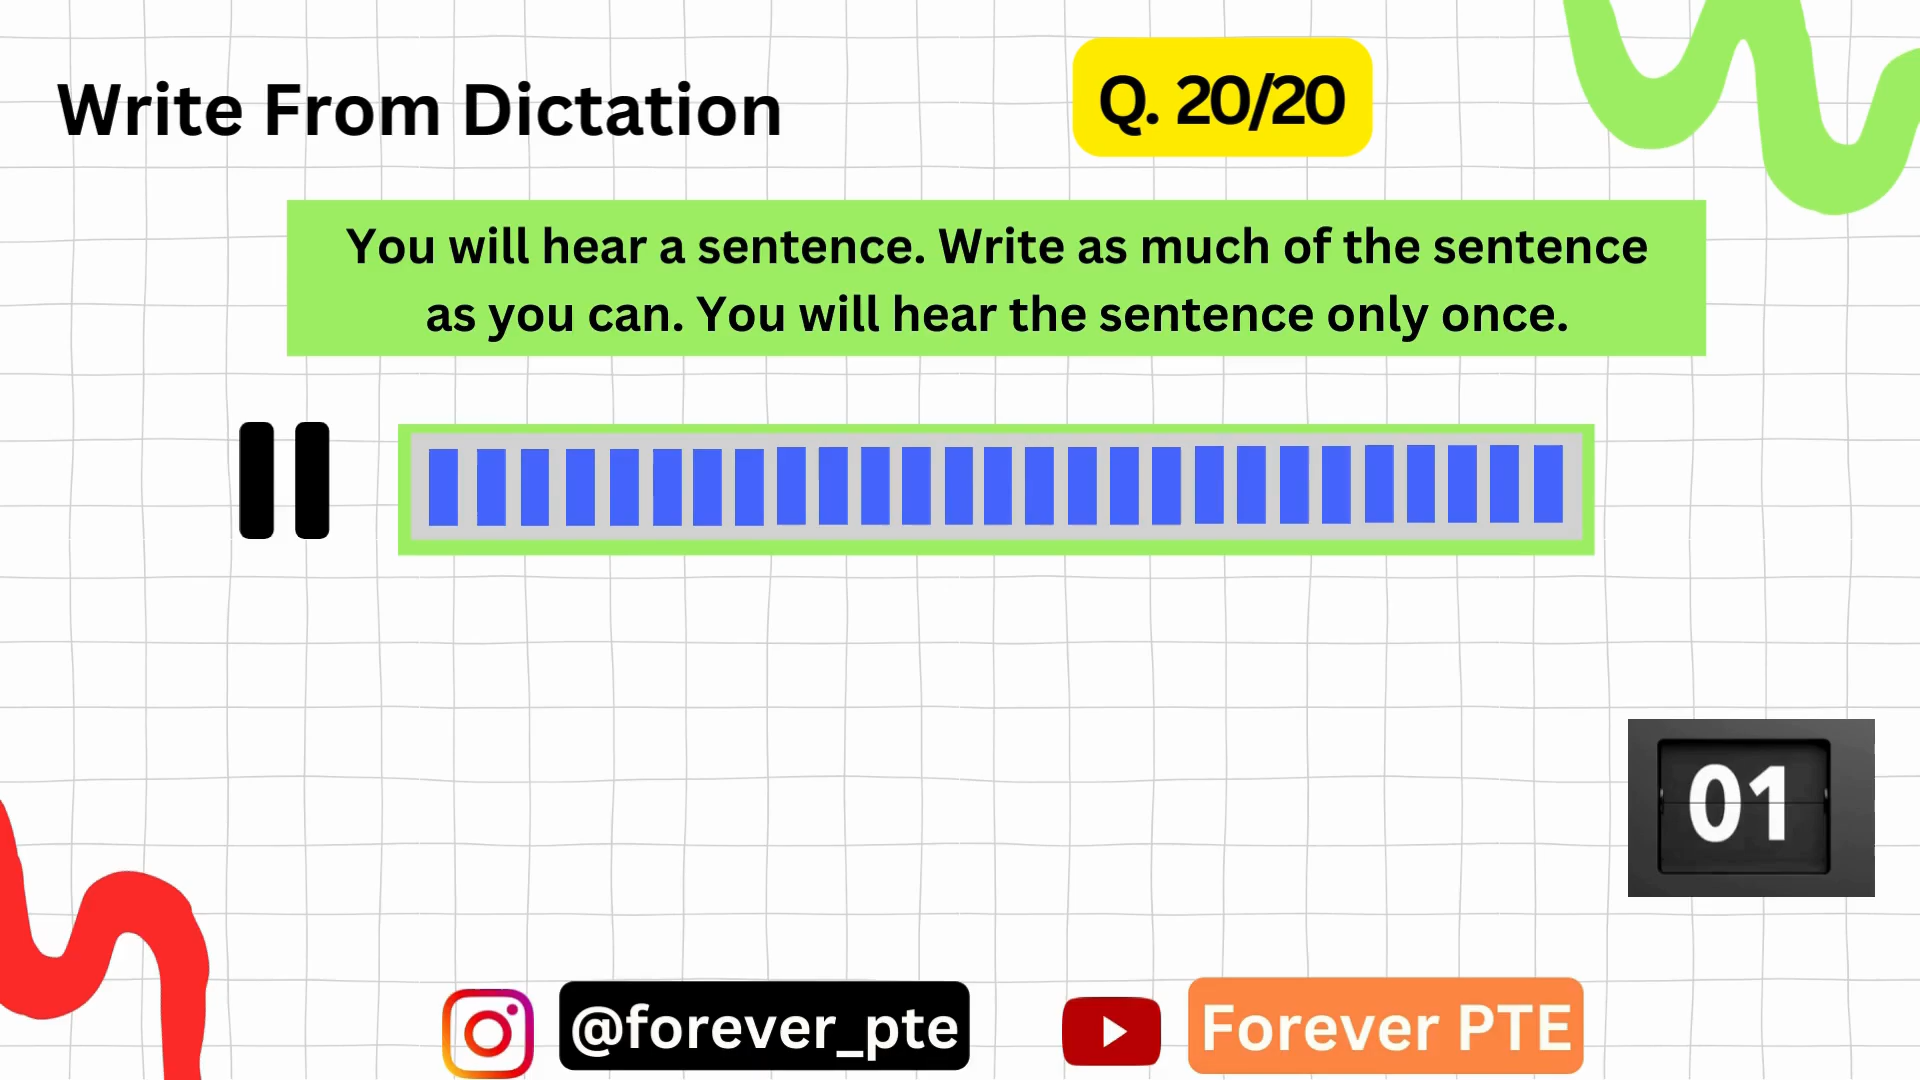 Write From Dictation
Q. 20/20
You will hear a sentence. Write as much of the sentence
as you can. You will hear the sentence only once.
01
@forever_pte
Forever PTE